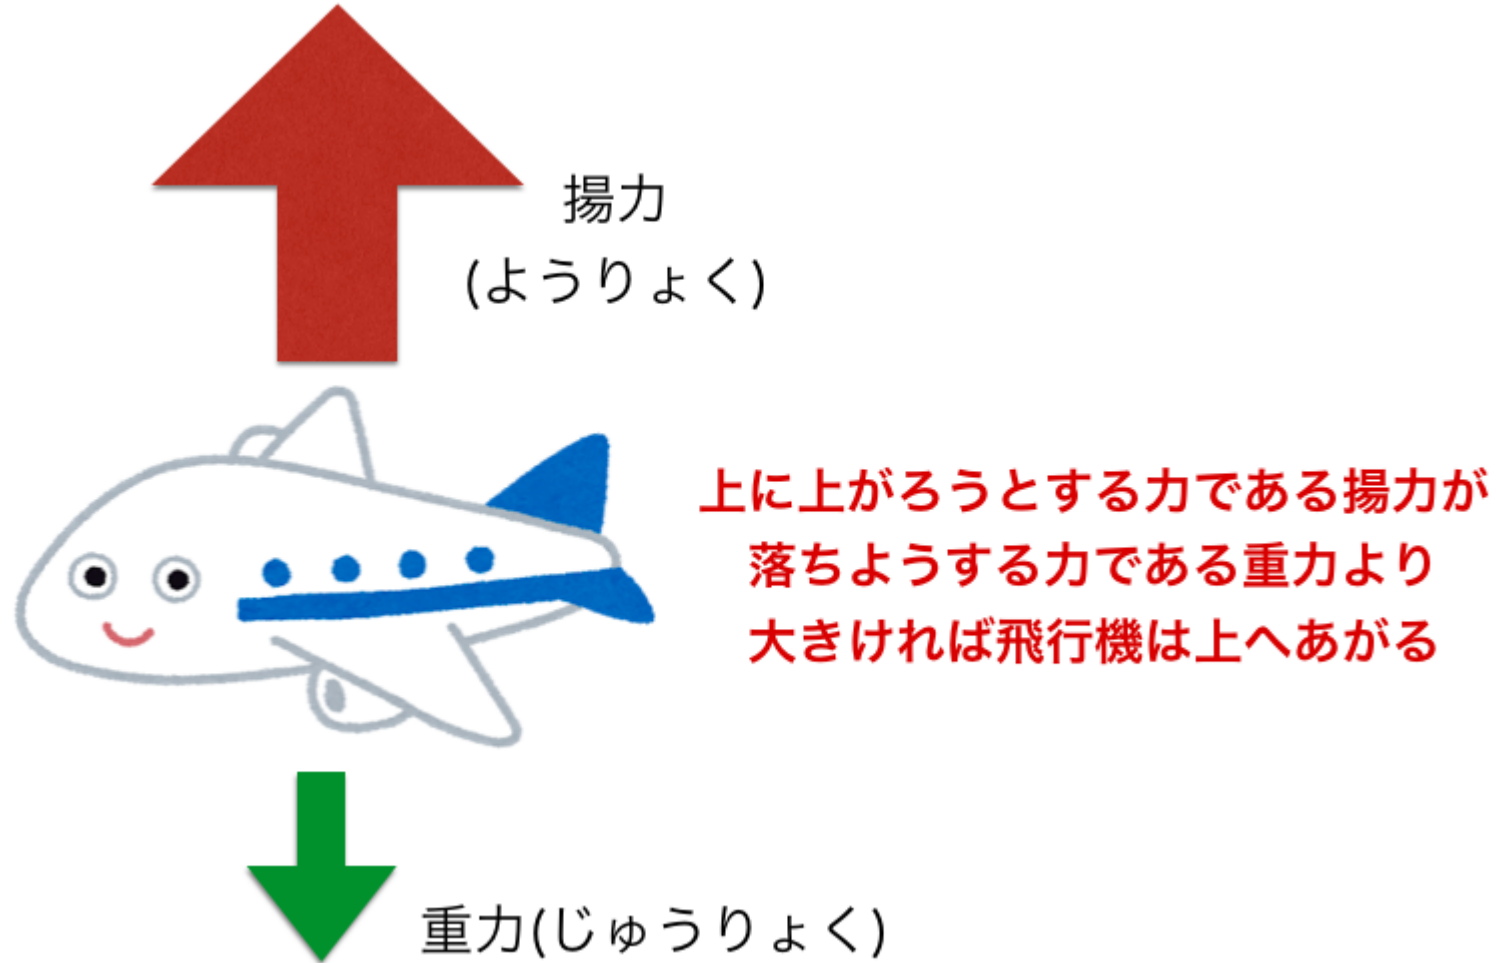 揚力
(ようりょく)
上に上がろうとする力である揚力が
落ちようする力である重力より
大きければ飛行機は上へあがる
重力(じゅうりょく)